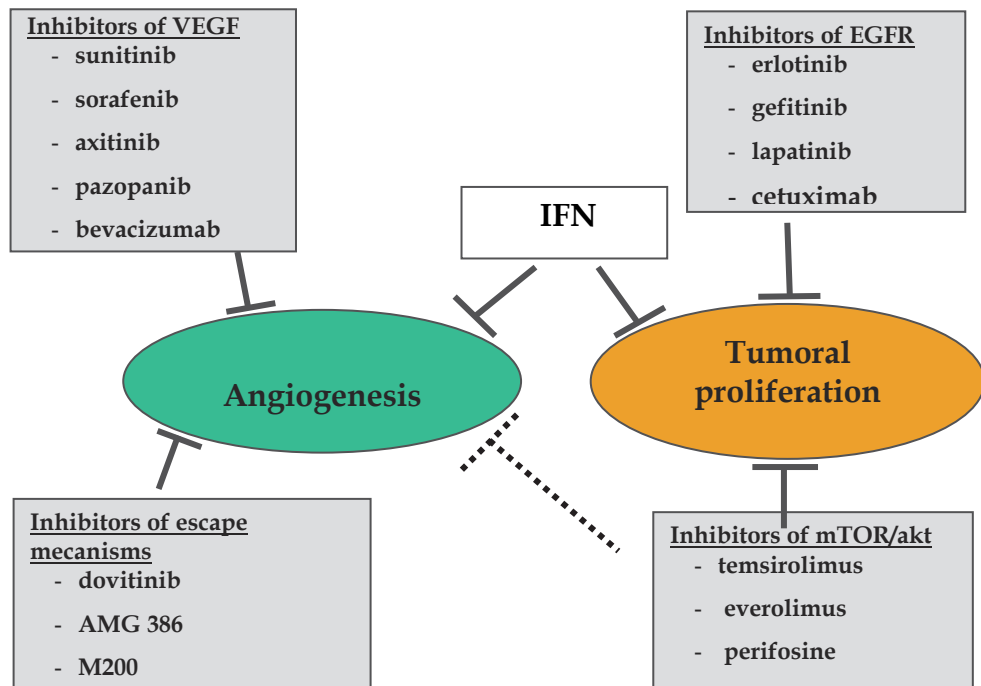 Inhibitors of VEGF
- sunitinib
- sorafenib
- axitinib
- pazopanib
- bevacizumab
Inhibitors of EGFR
- erlotinib
- gefitinib
- lapatinib
- cetuximab
IFN
Angiogenesis
Tumoral
proliferation
Inhibitors of escape
mecanisms
- dovitinib
- AMG 386
- M200
Inhibitors of mTOR/akt
- temsirolimus
- everolimus
- perifosine